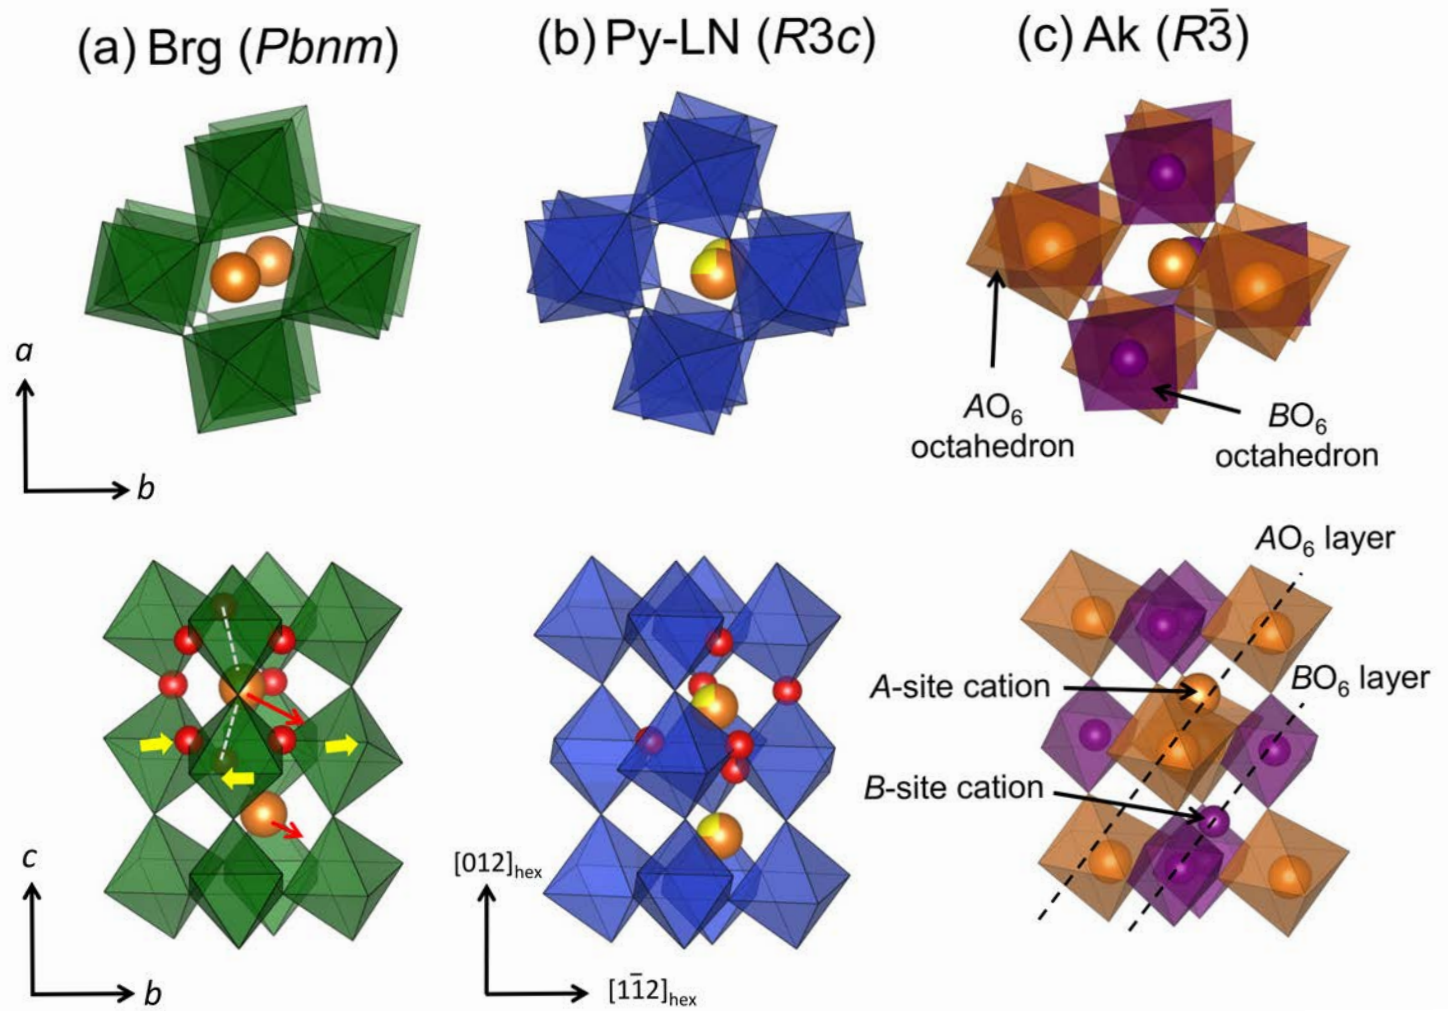 (a) Brg (Pbnm)
(b) Py-LN (R3c)
(c) Ak (R3̅)
a
b
AO₆
octahedron
BO₆
octahedron
AO₆ layer
BO₆ layer
A-site cation
B-site cation
c
b
[012]hex
[11̅2]hex